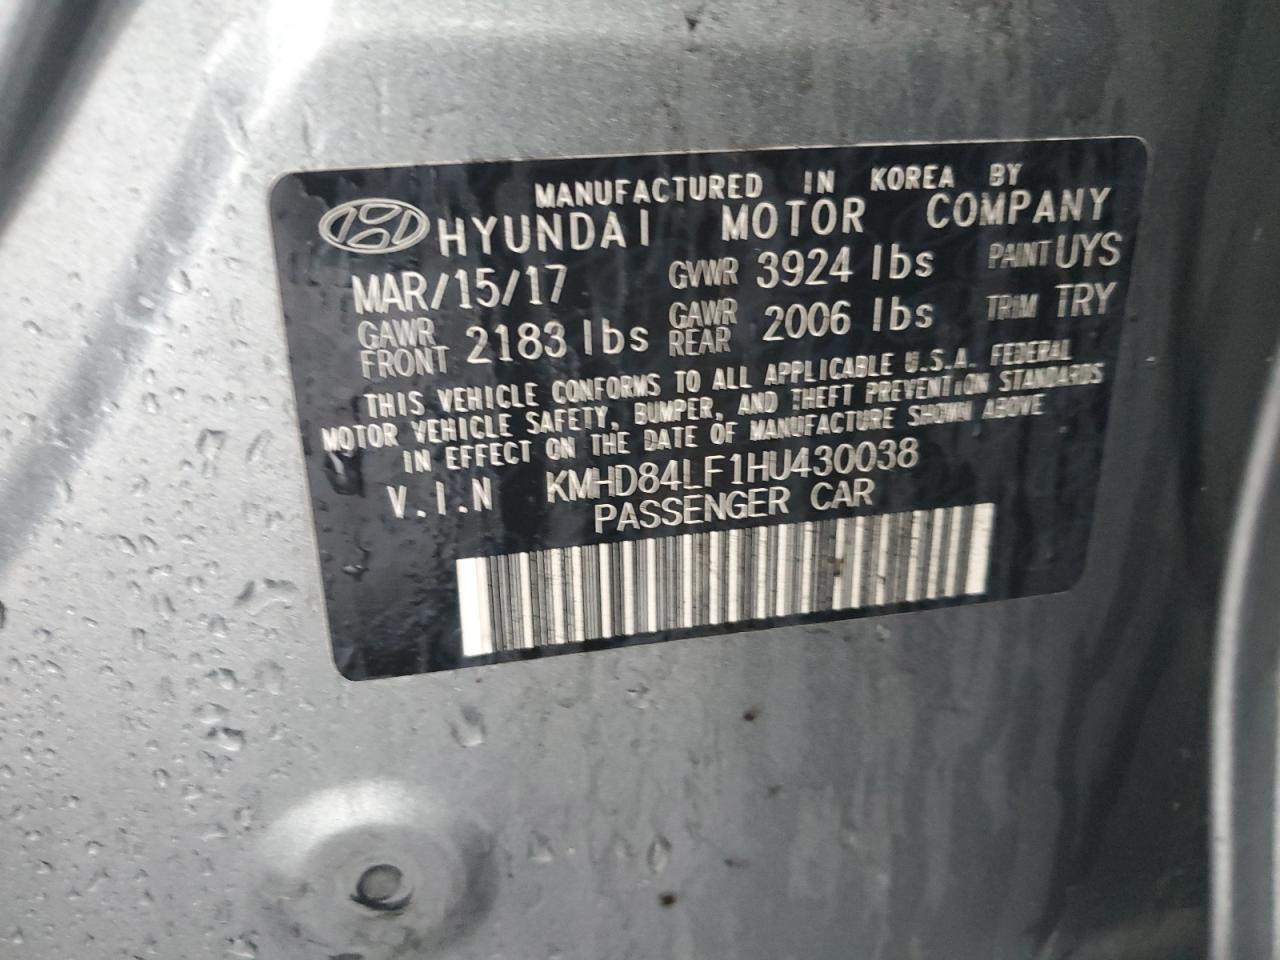 MANUFACTURED IN KOREA BY
HYUNDAI MOTOR COMPANY
MAR/15/17 GVWR 3924 lbs PAINT UYS
GAWR FRONT 2183 lbs GAWR REAR 2006 lbs TRIM TRY
THIS VEHICLE CONFORMS TO ALL APPLICABLE U.S.A. FEDERAL
MOTOR VEHICLE SAFETY, BUMPER, AND THEFT PREVENTION STANDARDS
IN EFFECT ON THE DATE OF MANUFACTURE SHOWN ABOVE
V.I.N KMHD84LF1HU430038
PASSENGER CAR